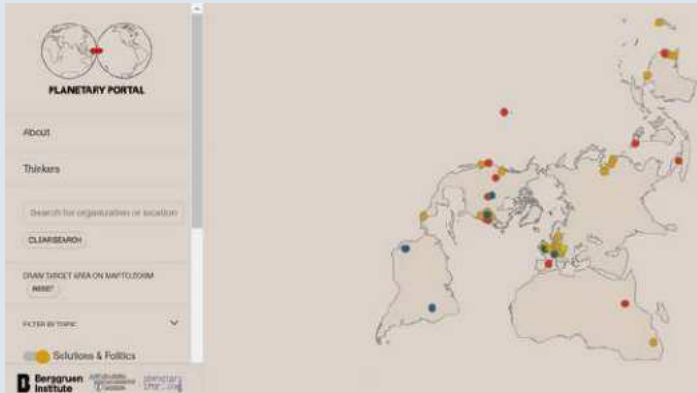 PLANETARY PORTAL
About
Thinkers
Search for organization or location
CLEAR SEARCH
DRAW TARGET AREA ON MAP TO ZOOM
RESET
FILTER BY TOPIC
Solutions & Politics
Berggruen
Institute